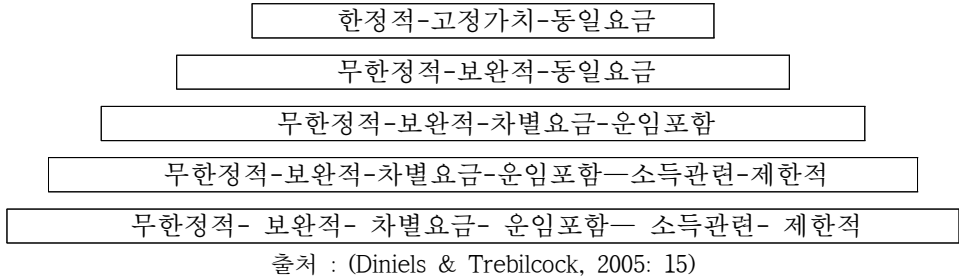 한정적-고정가치-동일요금
무한정적-보완적-동일요금
무한정적-보완적-차별요금-운임포함
무한정적-보완적-차별요금-운임포함―소득관련-제한적
무한정적- 보완적- 차별요금- 운임포함― 소득관련- 제한적
출처 : (Diniels & Trebilcock, 2005: 15)